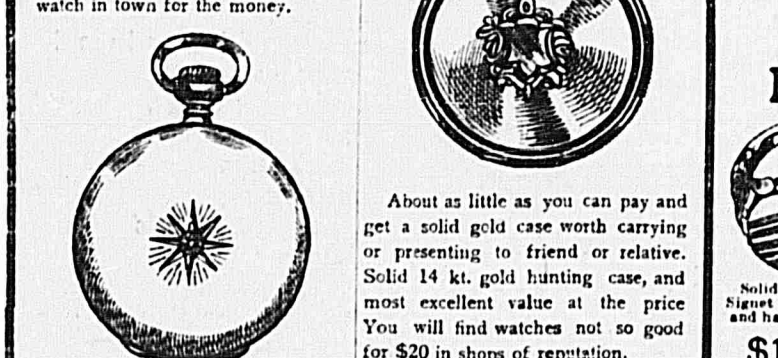 watch in town for the money.
About as little as you can pay and
get a solid gold case worth carrying
or presenting to friend or relative.
Solid 14 kt. gold hunting case, and
most excellent value at the price
You will find watches not so good
for $20 in shops of reputation.
Solid
Signet
and ha
$1